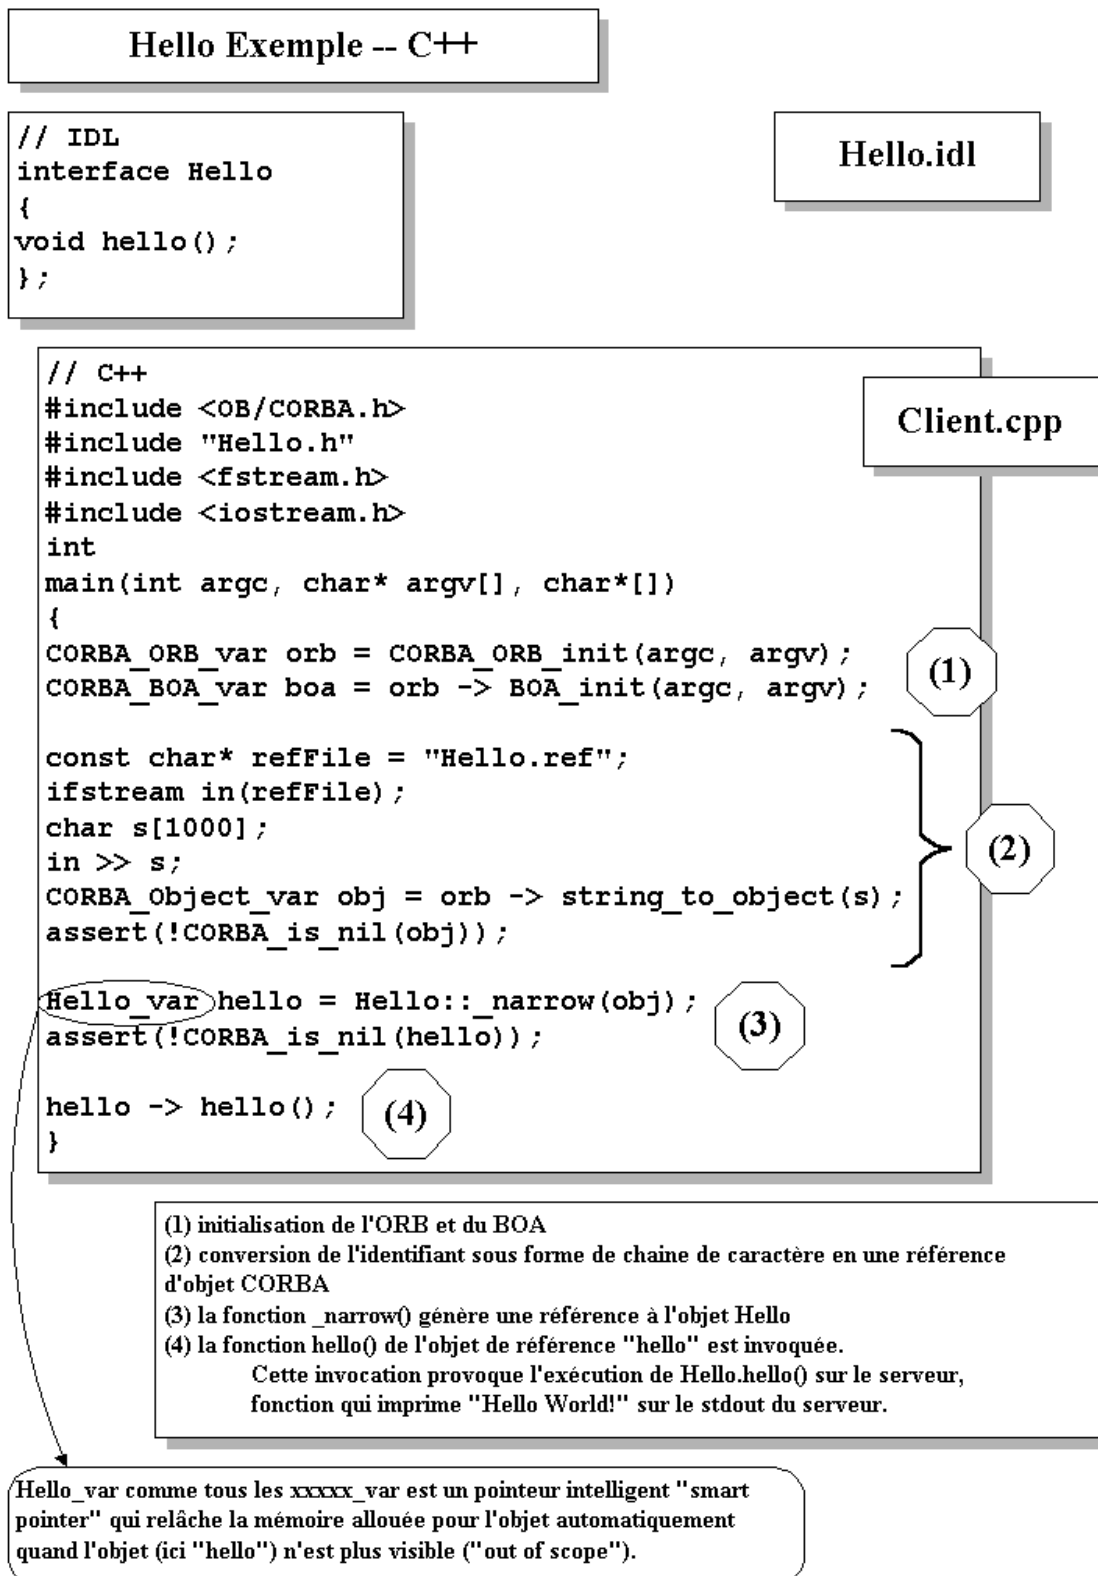 Hello Exemple -- C++
// IDL
interface Hello
{
void hello();
};
Hello.idl
// C++
#include <OB/CORBA.h>
#include "Hello.h"
#include <fstream.h>
#include <iostream.h>
int
main(int argc, char* argv[], char*[])
{
CORBA_ORB_var orb = CORBA_ORB_init(argc, argv);
CORBA_BOA_var boa = orb -> BOA_init(argc, argv);
Client.cpp
(1)
const char* refFile = "Hello.ref";
ifstream in(refFile);
char s[1000];
in >> s;
CORBA_Object_var obj = orb -> string_to_object(s);
assert(!CORBA_is_nil(obj));
(2)
Hello_var hello = Hello::_narrow(obj);
assert(!CORBA_is_nil(hello));
(3)
hello -> hello();
}
(4)
(1) initialisation de l'ORB et du BOA
(2) conversion de l'identifiant sous forme de chaine de caractère en une référence
d'objet CORBA
(3) la fonction _narrow() génère une référence à l'objet Hello
(4) la fonction hello() de l'objet de référence "hello" est invoquée.
Cette invocation provoque l'exécution de Hello.hello() sur le serveur,
fonction qui imprime "Hello World!" sur le stdout du serveur.
Hello_var comme tous les xxxxx_var est un pointeur intelligent "smart
pointer" qui relâche la mémoire allouée pour l'objet automatiquement
quand l'objet (ici "hello") n'est plus visible ("out of scope").